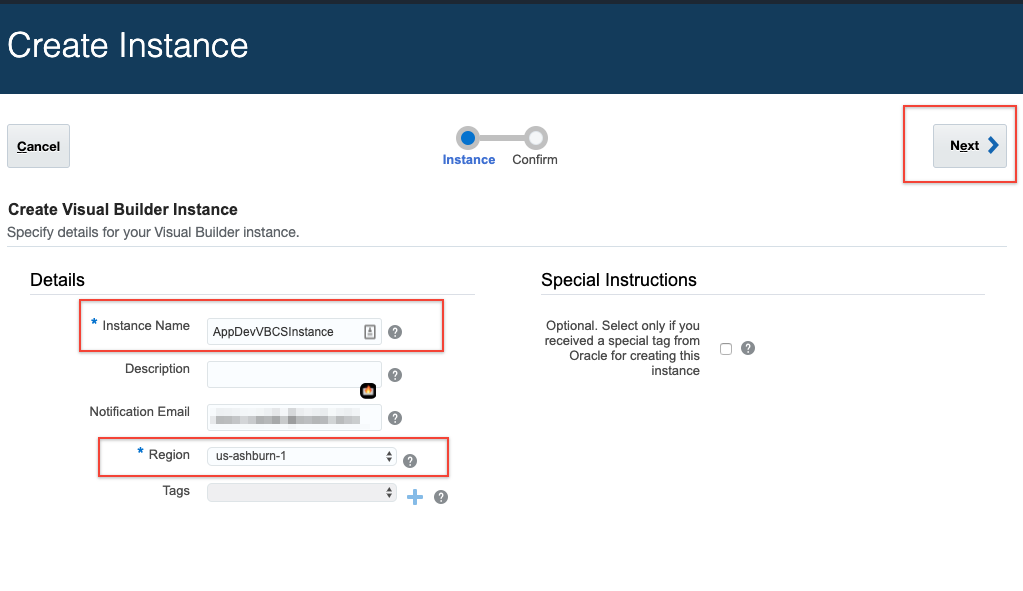 Create Instance
Cancel
Instance
Confirm
Next
Create Visual Builder Instance
Specify details for your Visual Builder instance.
Details
* Instance Name
AppDevVBCSInstance
?
Description
?
Notification Email
?
* Region
us-ashburn-1
?
Tags
?
Special Instructions
Optional. Select only if you
received a special tag from
Oracle for creating this
instance
?